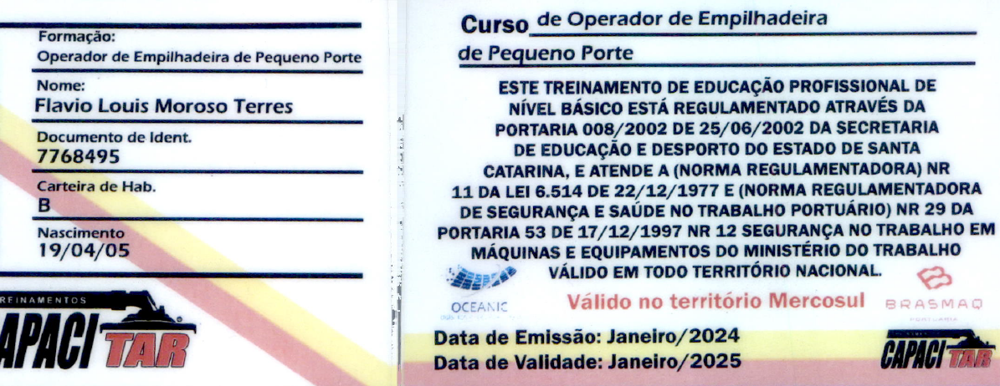 Formação:
Operador de Empilhadeira de Pequeno Porte
Nome:
Flavio Louis Moroso Terres
Documento de Ident.
7768495
Carteira de Hab.
B
Nascimento
19/04/05
REINAMENTOS
APACITAR
Curso de Operador de Empilhadeira
de Pequeno Porte
ESTE TREINAMENTO DE EDUCAÇÃO PROFISSIONAL DE
NÍVEL BÁSICO ESTÁ REGULAMENTADO ATRAVÉS DA
PORTARIA 008/2002 DE 25/06/2002 DA SECRETARIA
DE EDUCAÇÃO E DESPORTO DO ESTADO DE SANTA
CATARINA, E ATENDE A (NORMA REGULAMENTADORA) NR
11 DA LEI 6.514 DE 22/12/1977 E (NORMA REGULAMENTADORA
DE SEGURANÇA E SAÚDE NO TRABALHO PORTUÁRIO) NR 29 DA
PORTARIA 53 DE 17/12/1997 NR 12 SEGURANÇA NO TRABALHO EM
MÁQUINAS E EQUIPAMENTOS DO MINISTÉRIO DO TRABALHO
VÁLIDO EM TODO TERRITÓRIO NACIONAL.
OCEANIC
Válido no território Mercosul
BRASMAQ
PORTUÁRIA
Data de Emissão: Janeiro/2024
Data de Validade: Janeiro/2025
CAPACITAR